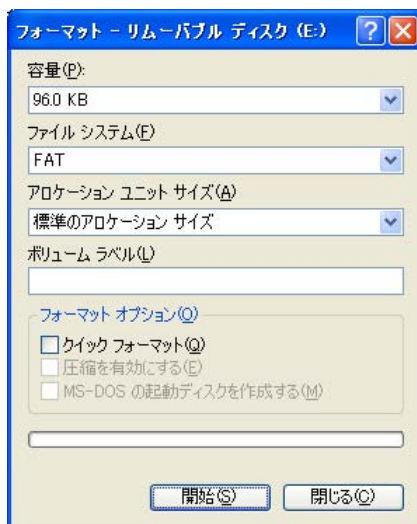 フォーマット - リムーバブル ディスク (E:)
容量(P):
96.0 KB
ファイル システム(F)
FAT
アロケーション ユニット サイズ(A)
標準のアロケーション サイズ
ボリューム ラベル(L)
フォーマット オプション(O)
クイック フォーマット(Q)
圧縮を有効にする(E)
MS-DOS の起動ディスクを作成する(M)
開始(S)
閉じる(C)